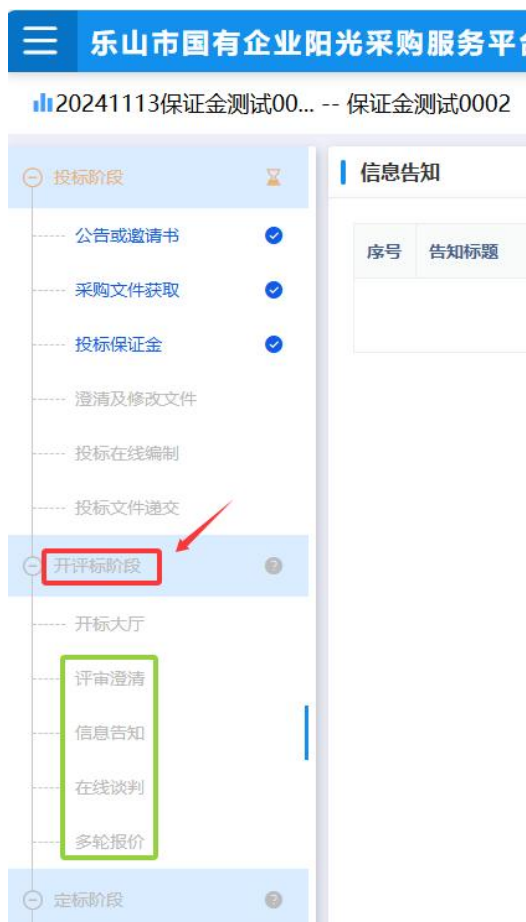 乐山市国有企业阳光采购服务平台
20241113保证金测试00... -- 保证金测试0002
投标阶段
公告或邀请书
采购文件获取
投标保证金
澄清及修改文件
投标在线编制
投标文件递交
开评标阶段
开标大厅
评审澄清
信息告知
在线谈判
多轮报价
定标阶段
信息告知
序号 告知标题